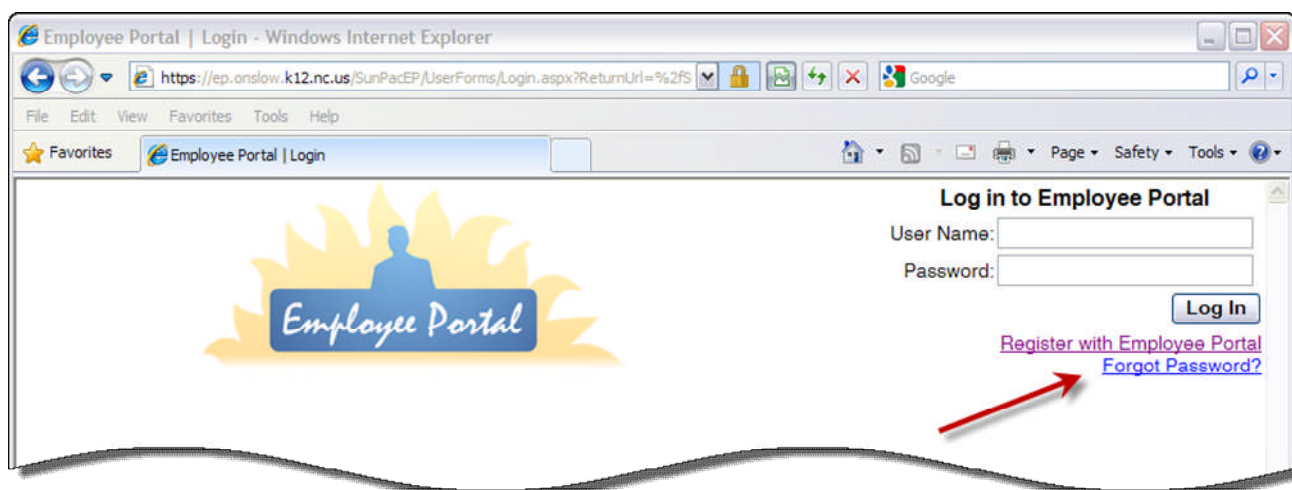 Employee Portal | Login - Windows Internet Explorer
https://ep.onslow.k12.nc.us/SunPacEP/UserForms/Login.aspx?ReturnUrl=%2fS
Google
File Edit View Favorites Tools Help
Favorites Employee Portal | Login Page Safety Tools
Log in to Employee Portal
User Name:
Password:
Employee Portal
Log In
Register with Employee Portal
Forgot Password?